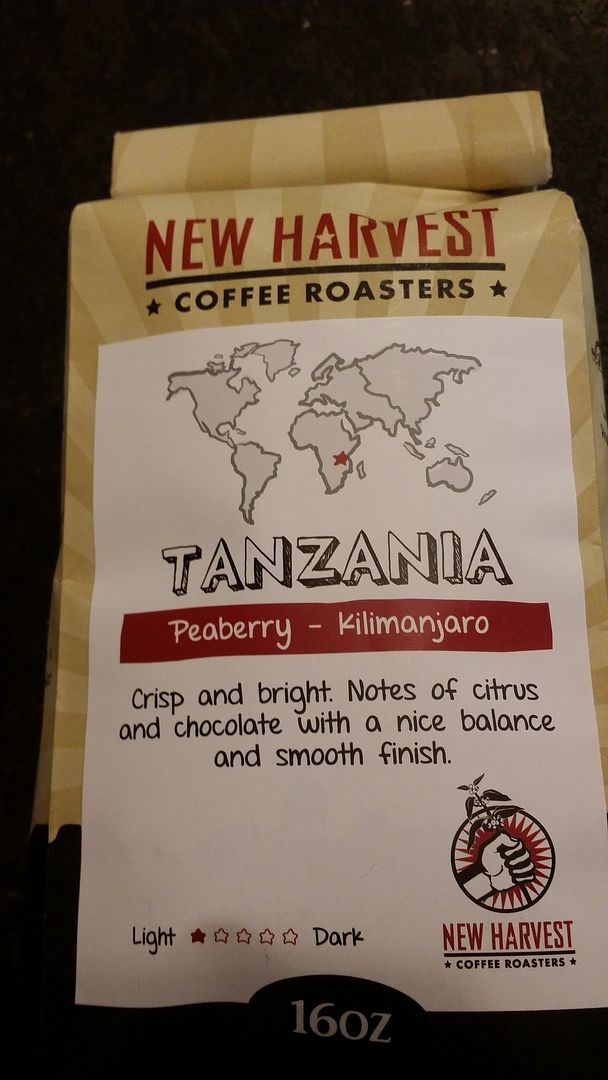 NEW HARVEST
★ COFFEE ROASTERS ★
TANZANIA
Peaberry - Kilimanjaro
Crisp and bright. Notes of citrus
and chocolate with a nice balance
and smooth finish.
Light ★☆☆☆☆ Dark
NEW HARVEST
★ COFFEE ROASTERS ★
16OZ